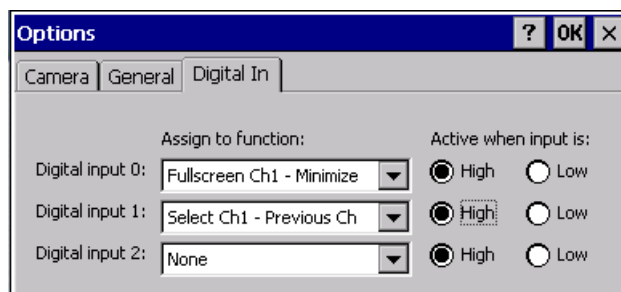 Options ? OK ×
Camera General Digital In
Assign to function: Active when input is:
Digital input 0: Fullscreen Ch1 - Minimize High Low
Digital input 1: Select Ch1 - Previous Ch High Low
Digital input 2: None High Low